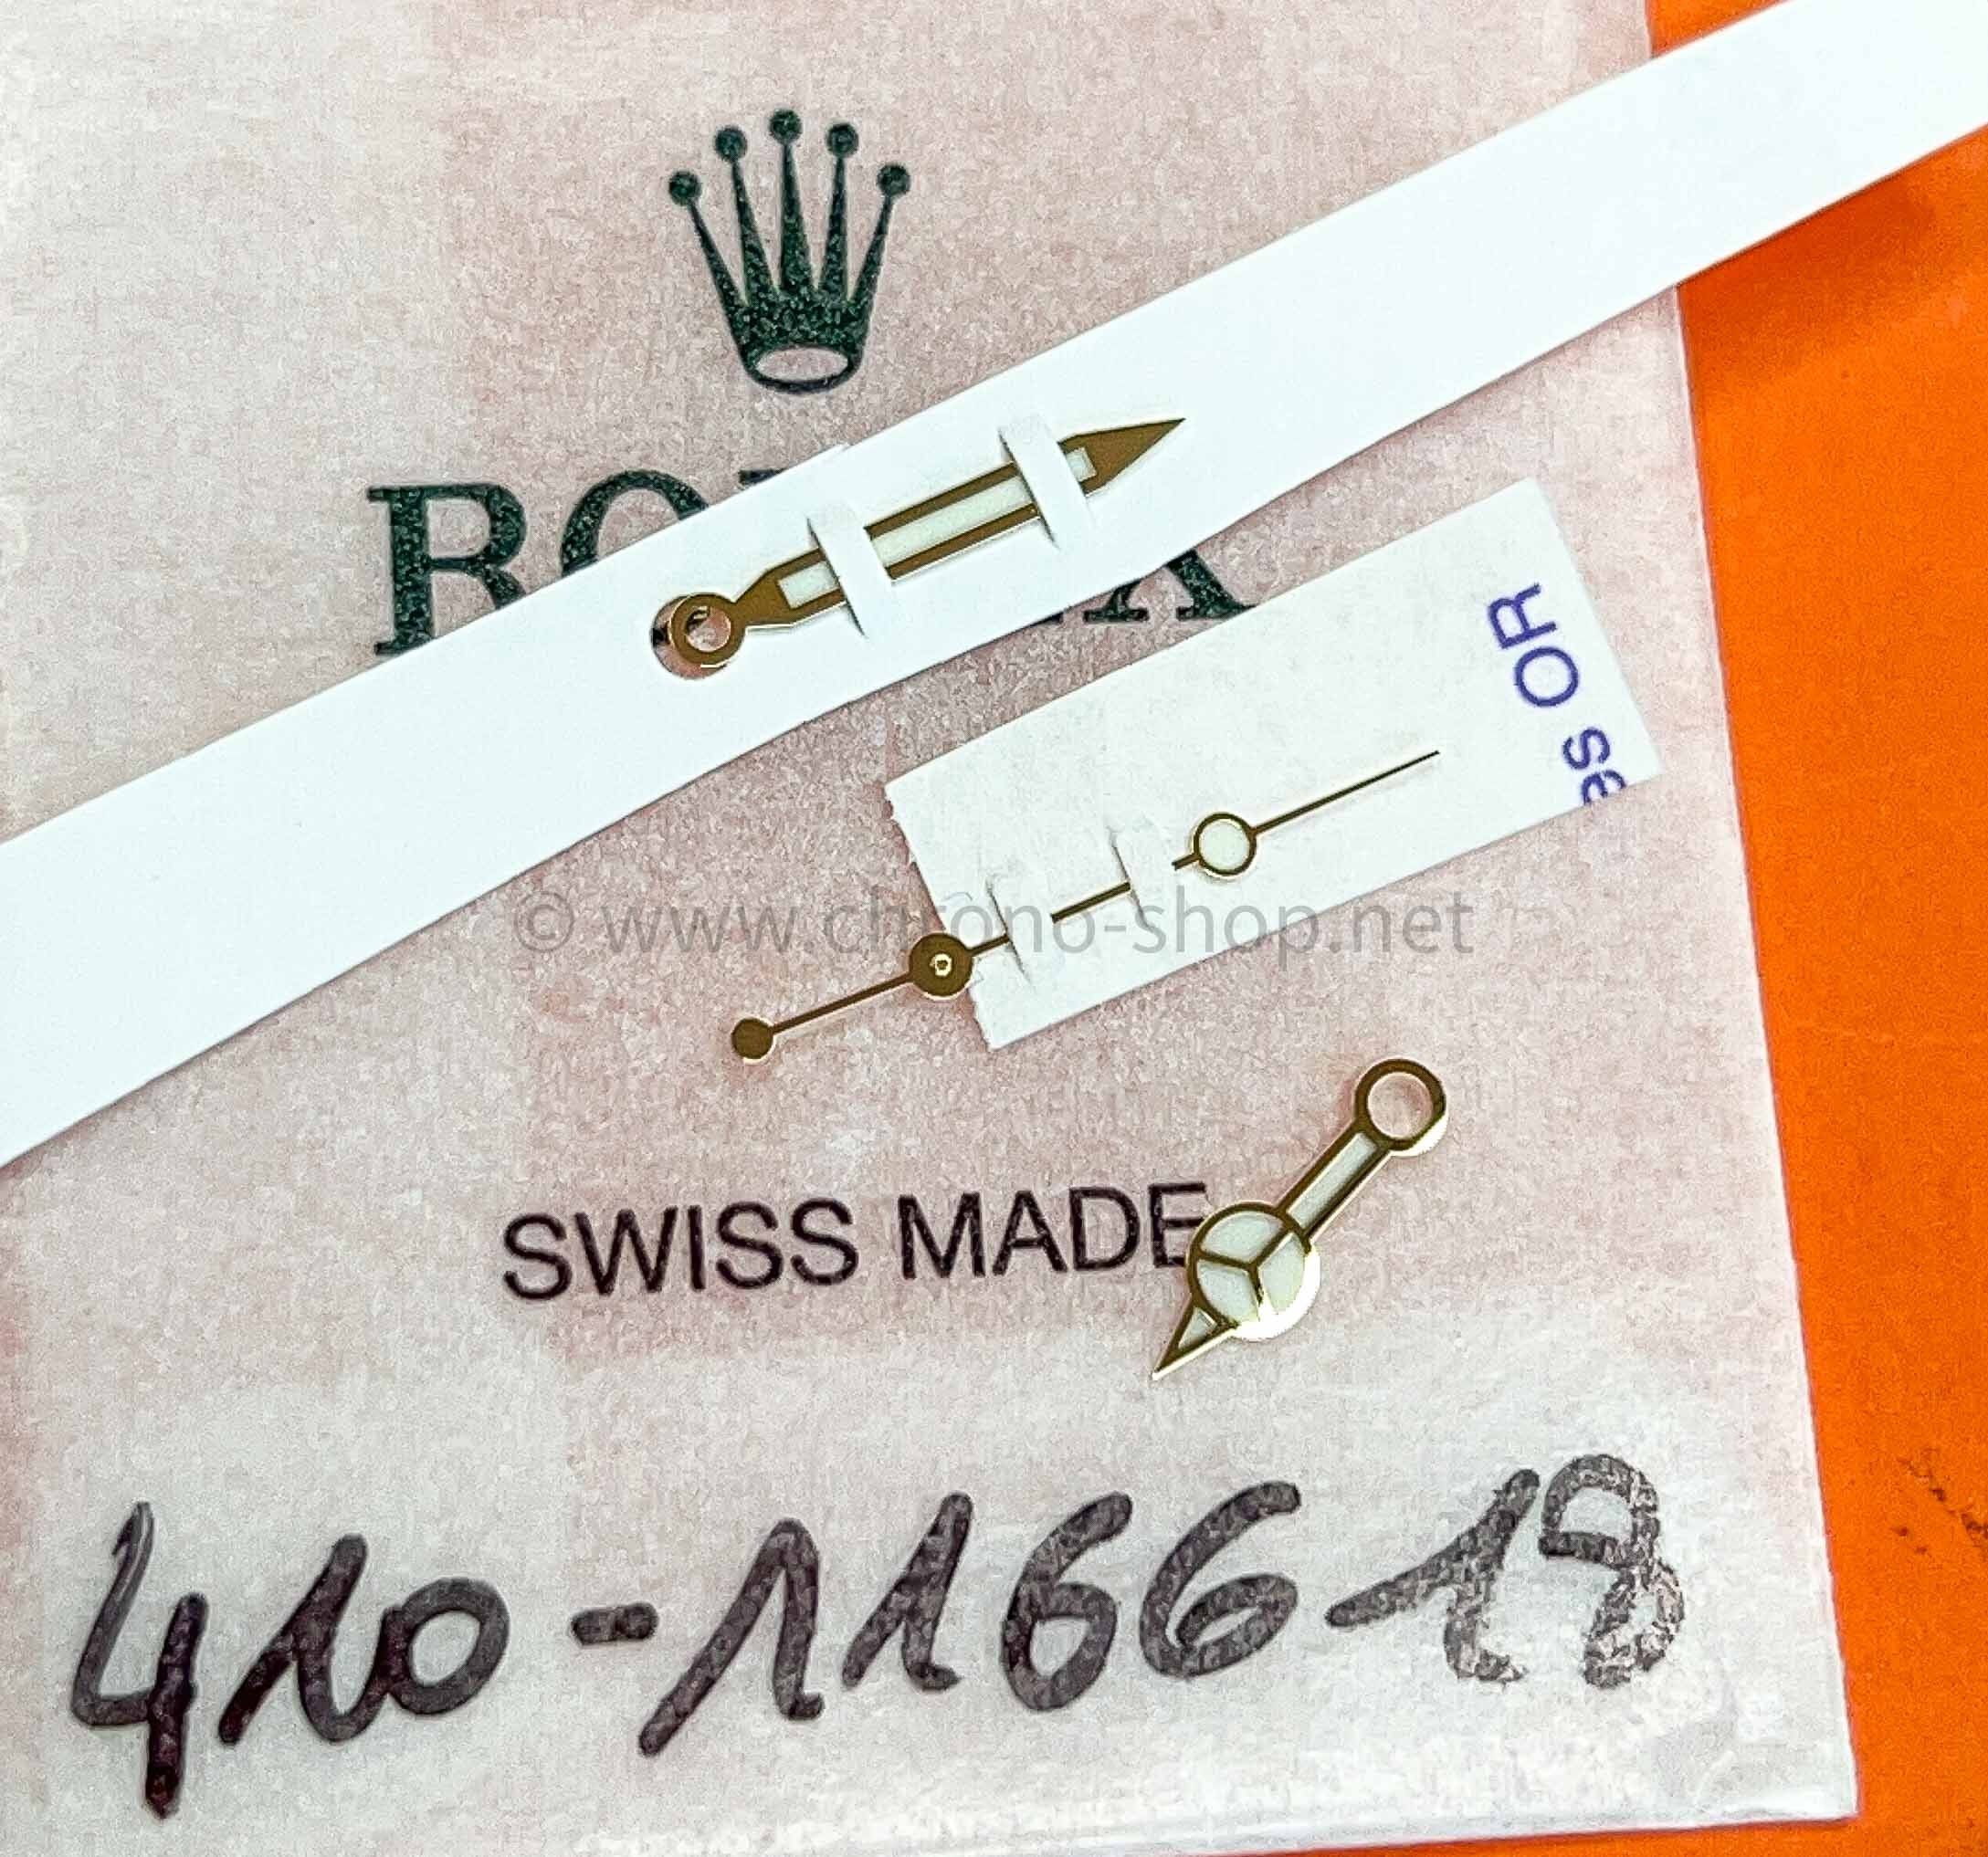 ROLEX
es OR
© www.chrono-shop.net
SWISS MADE
410-1166-18